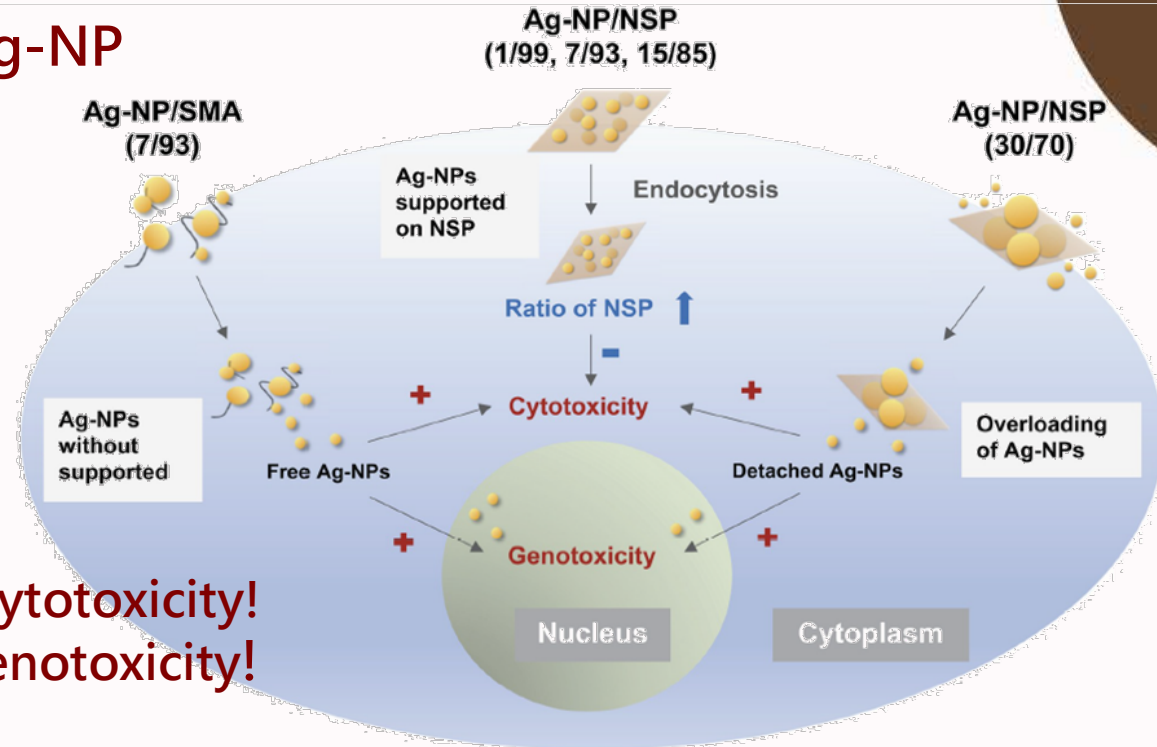 g-NP
Ag-NP/NSP
(1/99, 7/93, 15/85)
Ag-NP/SMA
(7/93)
Ag-NP/NSP
(30/70)
Ag-NPs
supported
on NSP
Endocytosis
Ratio of NSP
-
+
Cytotoxicity
+
Ag-NPs
without
supported
Free Ag-NPs
Detached Ag-NPs
Overloading
of Ag-NPs
+
Genotoxicity
+
ytotoxicity!
enotoxicity!
Nucleus
Cytoplasm